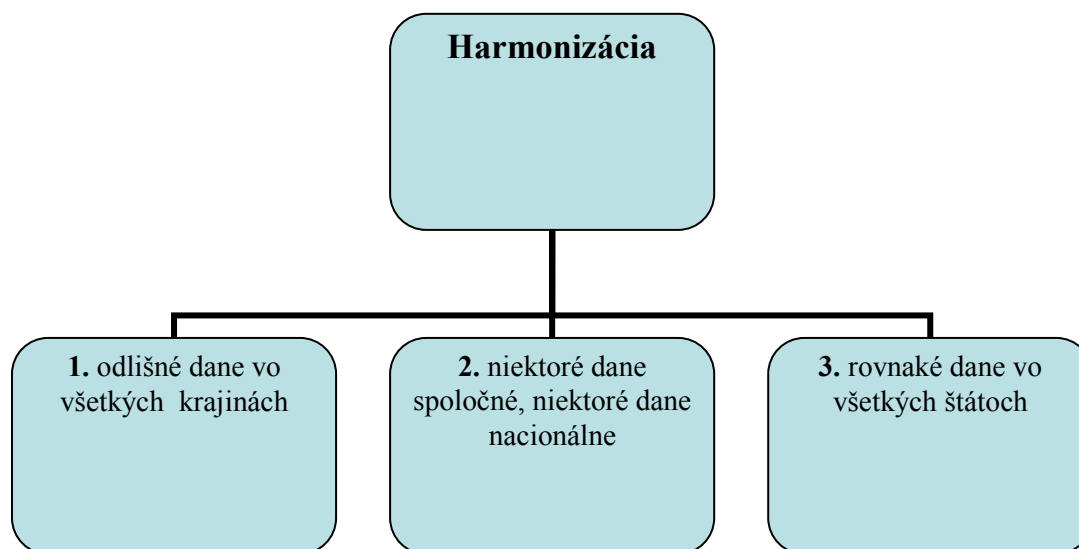 Harmonizácia
1. odlišné dane vo
všetkých krajinách
2. niektoré dane
spoločné, niektoré dane
nacionálne
3. rovnaké dane vo
všetkých štátoch